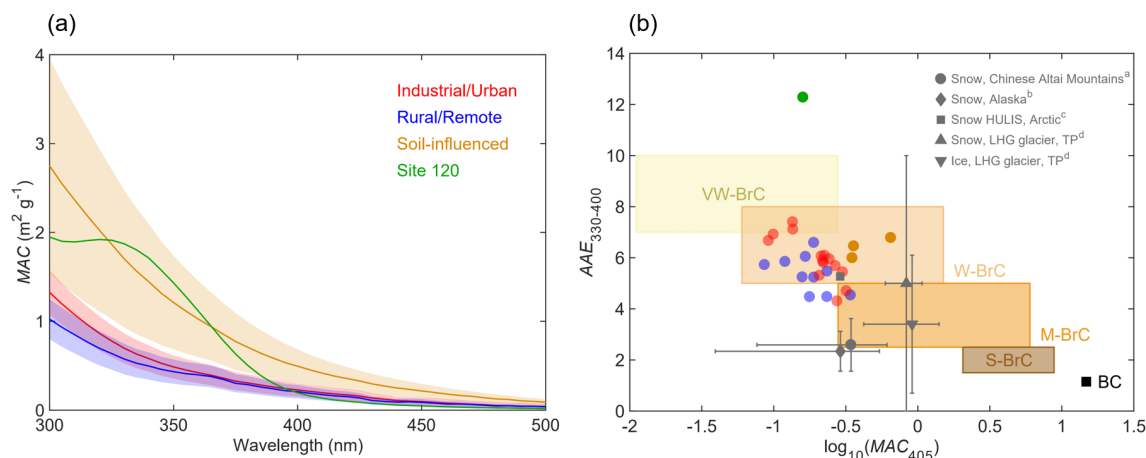 (a)
4
3
2
1
0
MAC (m² g⁻¹)
300
350
400
450
500
Wavelength (nm)
Industrial/Urban
Rural/Remote
Soil-influenced
Site 120
(b)
14
12
10
8
6
4
2
0
AAE₃₃₀₋₄₀₀
-2
-1.5
-1
-0.5
0
0.5
1
1.5
log₁₀(MAC₄₀₅)
Snow, Chinese Altai Mountainsᵃ
Snow, Alaskaᵇ
Snow HULIS, Arcticᶜ
Snow, LHG glacier, TPᵈ
Ice, LHG glacier, TPᵈ
VW-BrC
W-BrC
M-BrC
S-BrC
BC